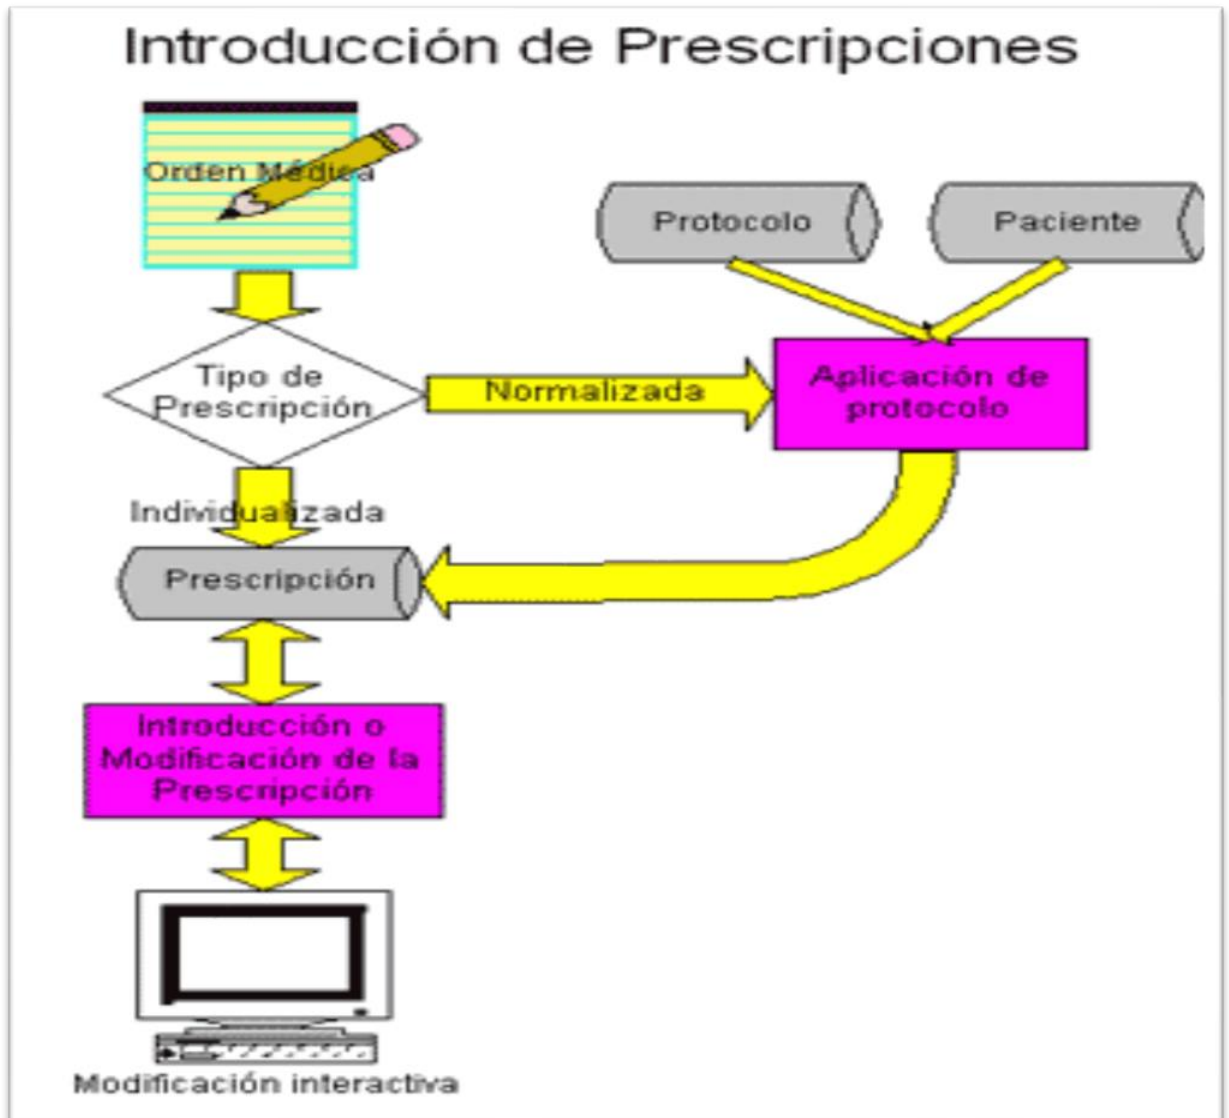 Introducción de Prescripciones
Orden Médica
Protocolo
Paciente
Tipo de
Prescripción
Normalizada
Aplicación de
protocolo
Individualizada
Prescripción
Introducción o
Modificación de la
Prescripción
Modificación interactiva